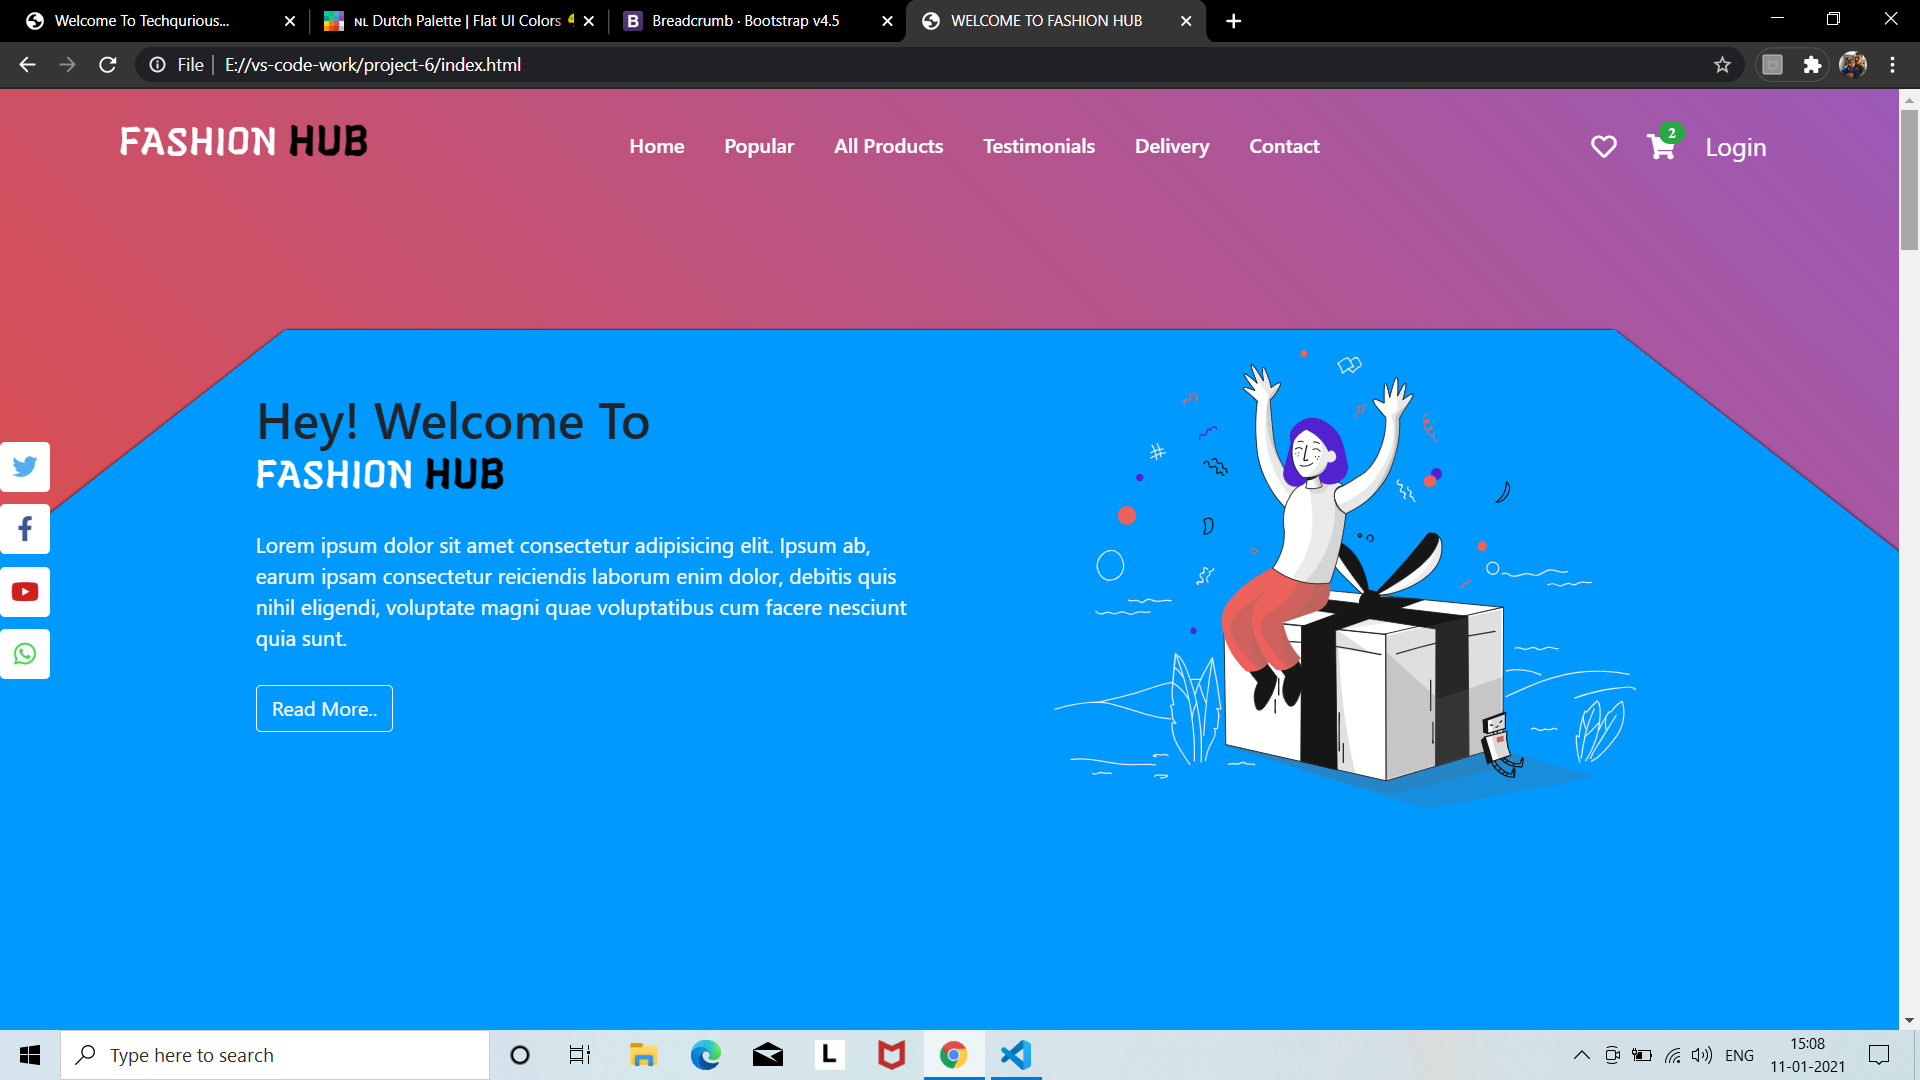 Welcome To Techqurious...
NL Dutch Palette | Flat UI Colors
B Breadcrumb · Bootstrap v4.5
WELCOME TO FASHION HUB
File | E://vs-code-work/project-6/index.html
FASHION HUB
Home Popular All Products Testimonials Delivery Contact
2
Login
Hey! Welcome To
FASHION HUB
Lorem ipsum dolor sit amet consectetur adipisicing elit. Ipsum ab,
earum ipsam consectetur reiciendis laborum enim dolor, debitis quis
nihil eligendi, voluptate magni quae voluptatibus cum facere nesciunt
quia sunt.
Read More..
Type here to search
L
ENG
15:08
11-01-2021